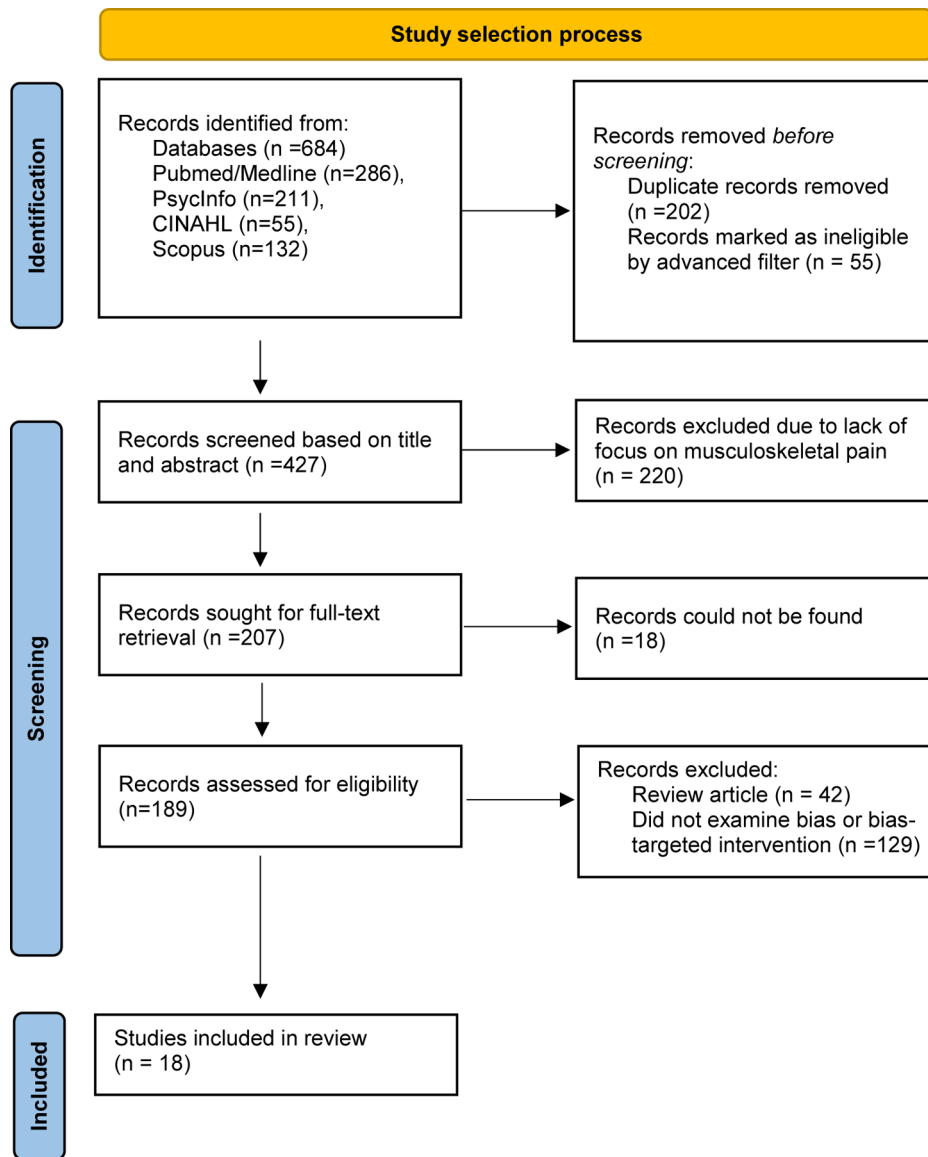 Study selection process
Identification
Records identified from:
Databases (n =684)
Pubmed/Medline (n=286),
PsycInfo (n=211),
CINAHL (n=55),
Scopus (n=132)
Records removed before
screening:
Duplicate records removed
(n =202)
Records marked as ineligible
by advanced filter (n = 55)
Screening
Records screened based on title
and abstract (n =427)
Records excluded due to lack of
focus on musculoskeletal pain
(n = 220)
Records sought for full-text
retrieval (n =207)
Records could not be found
(n =18)
Records assessed for eligibility
(n=189)
Records excluded:
Review article (n = 42)
Did not examine bias or bias-
targeted intervention (n =129)
Included
Studies included in review
(n = 18)